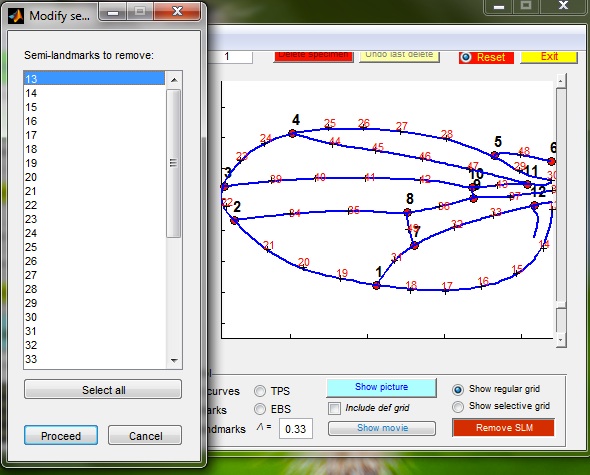 Modify se...
Semi-landmarks to remove:
13
14
15
16
17
18
19
20
21
22
23
24
25
26
27
28
29
30
31
32
33
Select all
Proceed Cancel
1 Delete specimen Undo last delete Reset Exit
25 26 27 28
4
24 44 45 46 47 5 48 6
23 29 30
3 39 40 41 42 10 43 11
22 9 37 12
2 34 35 8 36 33
21 49 7 32 14
20 19 1 31 15
18 17 16
curves TPS Show picture Show regular grid
arks EBS Include def grid Show selective grid
ndmarks Λ = 0.33 Show movie Remove SLM